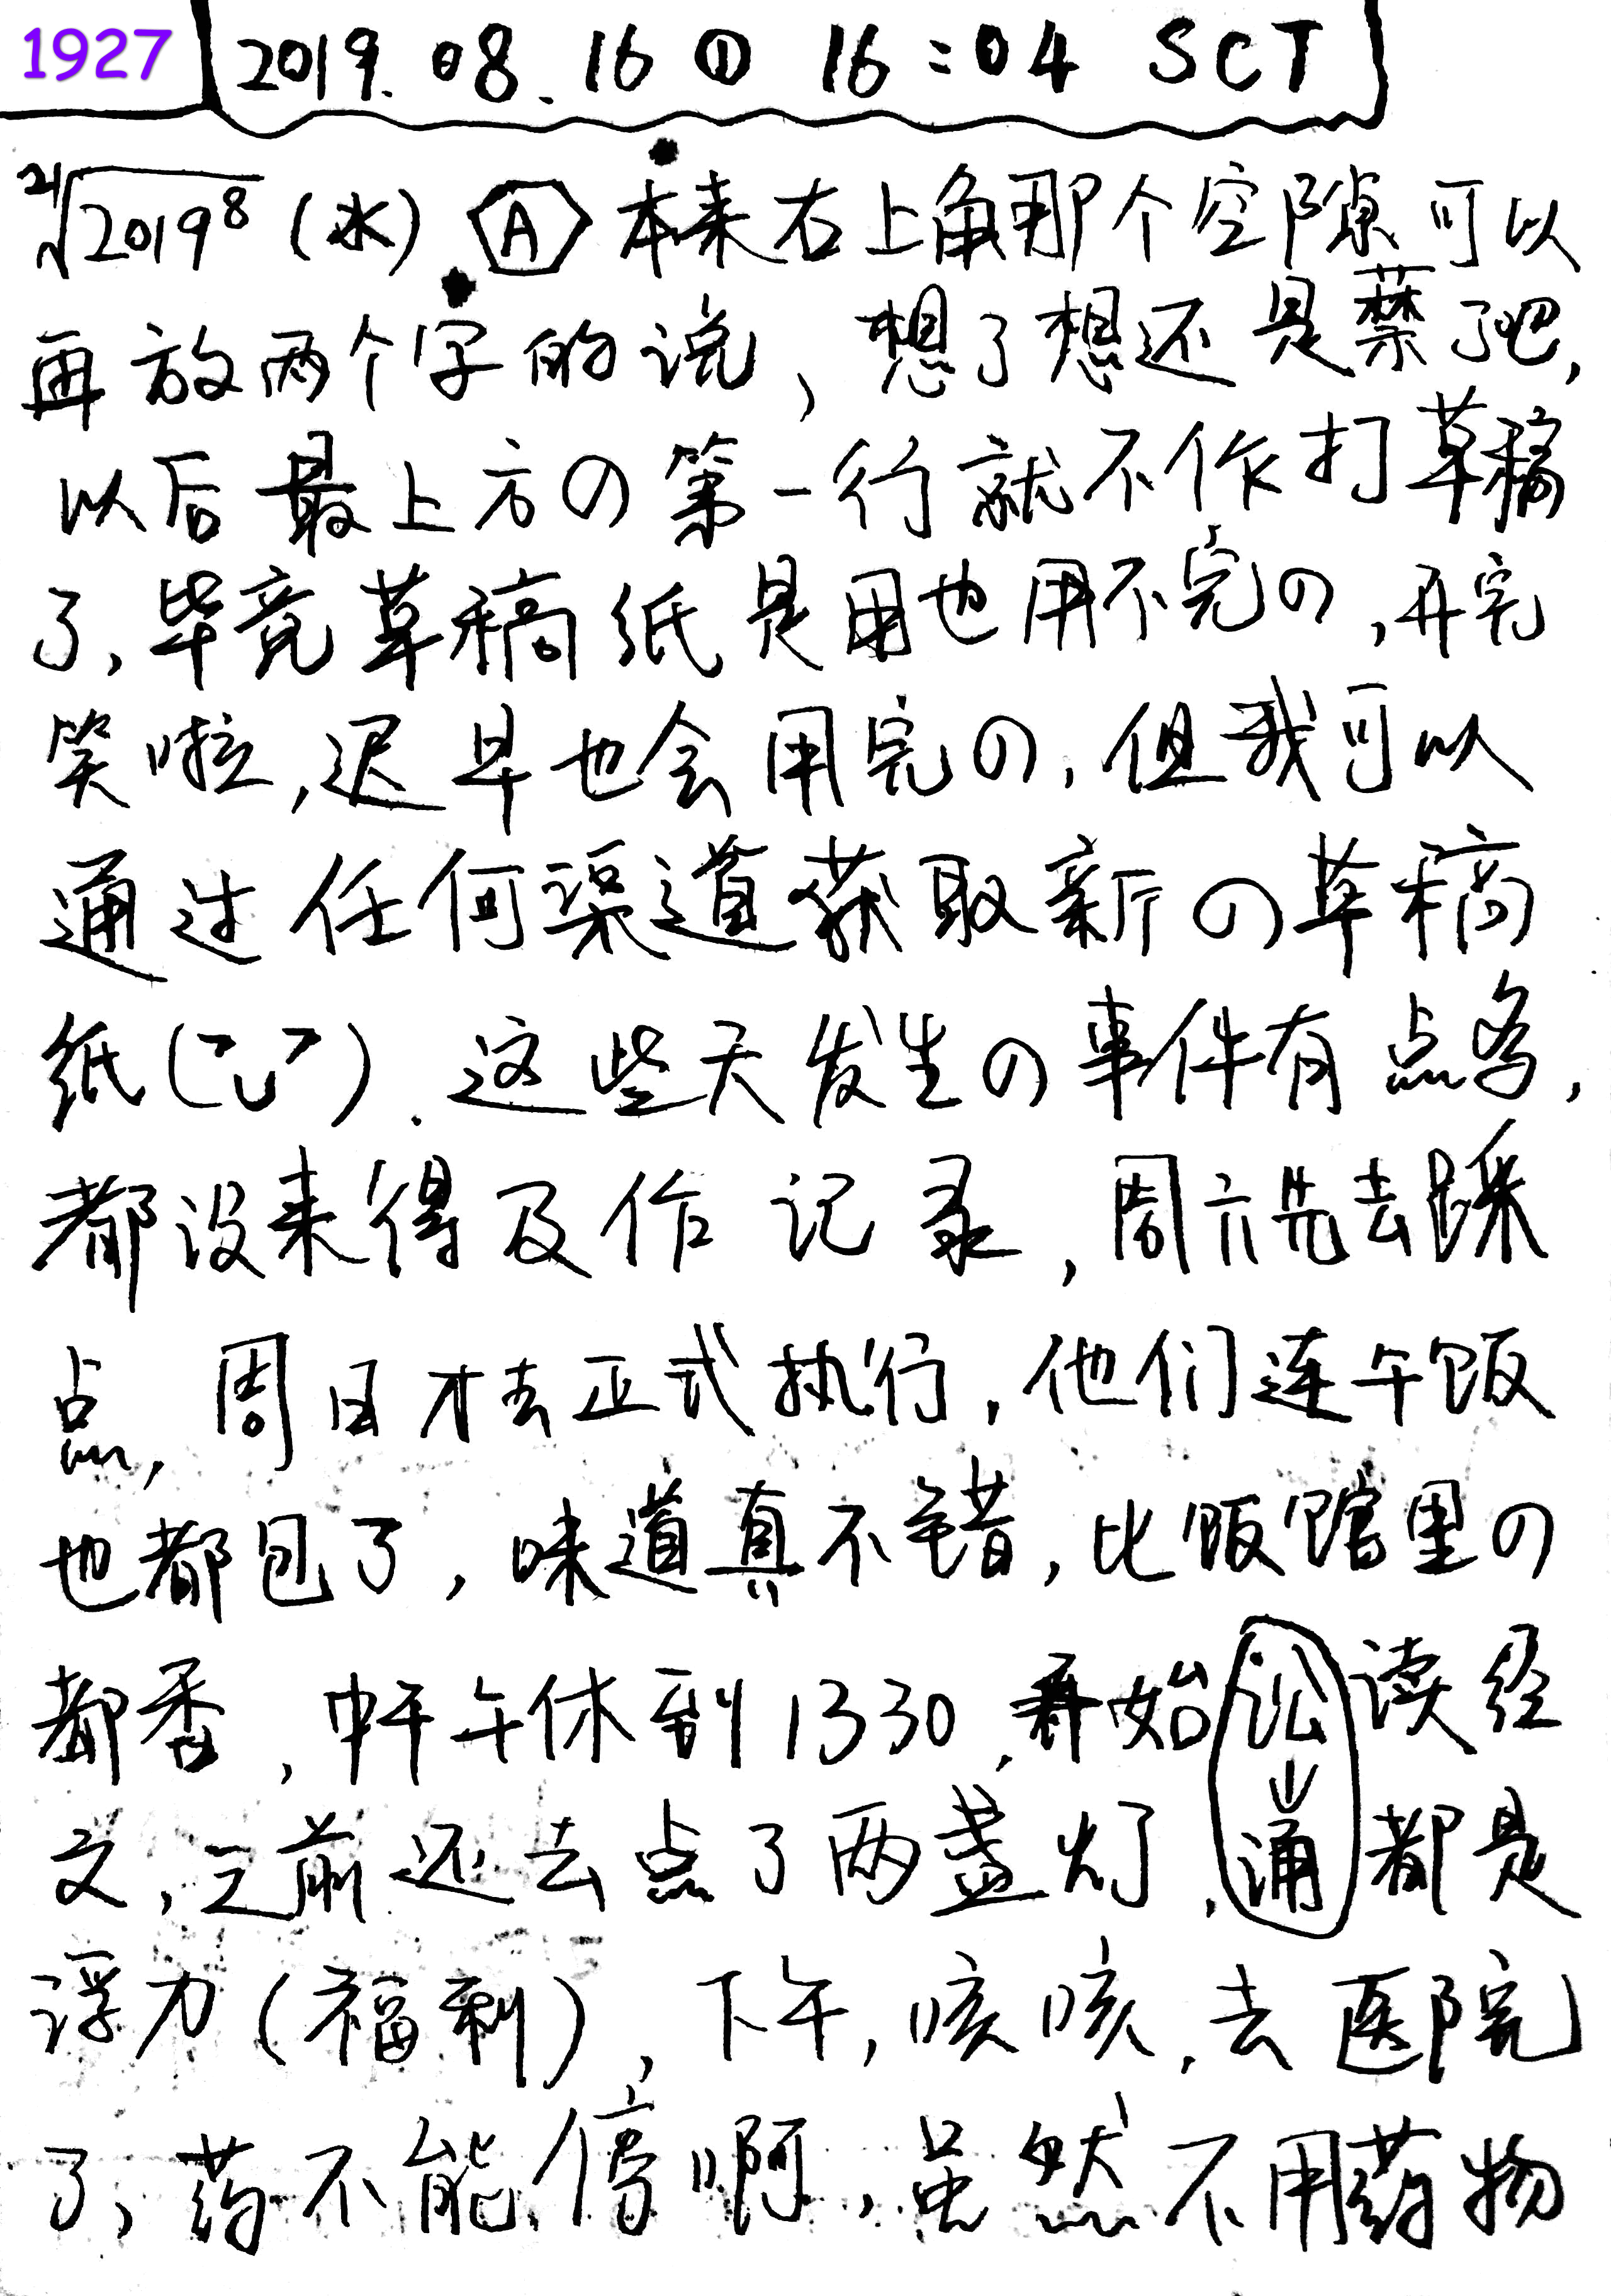 1927 2019.08.16 ① 16:04 SCT
²¹√2019⁸ (水) A 本来右上角那个空隙可以
再放两个字的说，想了想还是禁了吧，
以后最上方の第一行就不作打草稿
了，毕竟草稿纸是用也用不完の，开完
笑啦，迟早也会用完の，但我可以
通过任何渠道获取新の草稿
纸( ). 这些天发生の事件有点多，
都没来得及作记录，周六先去踩
点，周日才去正式执行，他们连午饭
也都包了，味道真不错，比饭馆里の
都香，中午午休到1330，开始讼读经
文，之前还去点了两盏灯，↓诵都是
浮力(福利)，下午，咳咳，去医院
了，药不能停啊，虽然不用药物